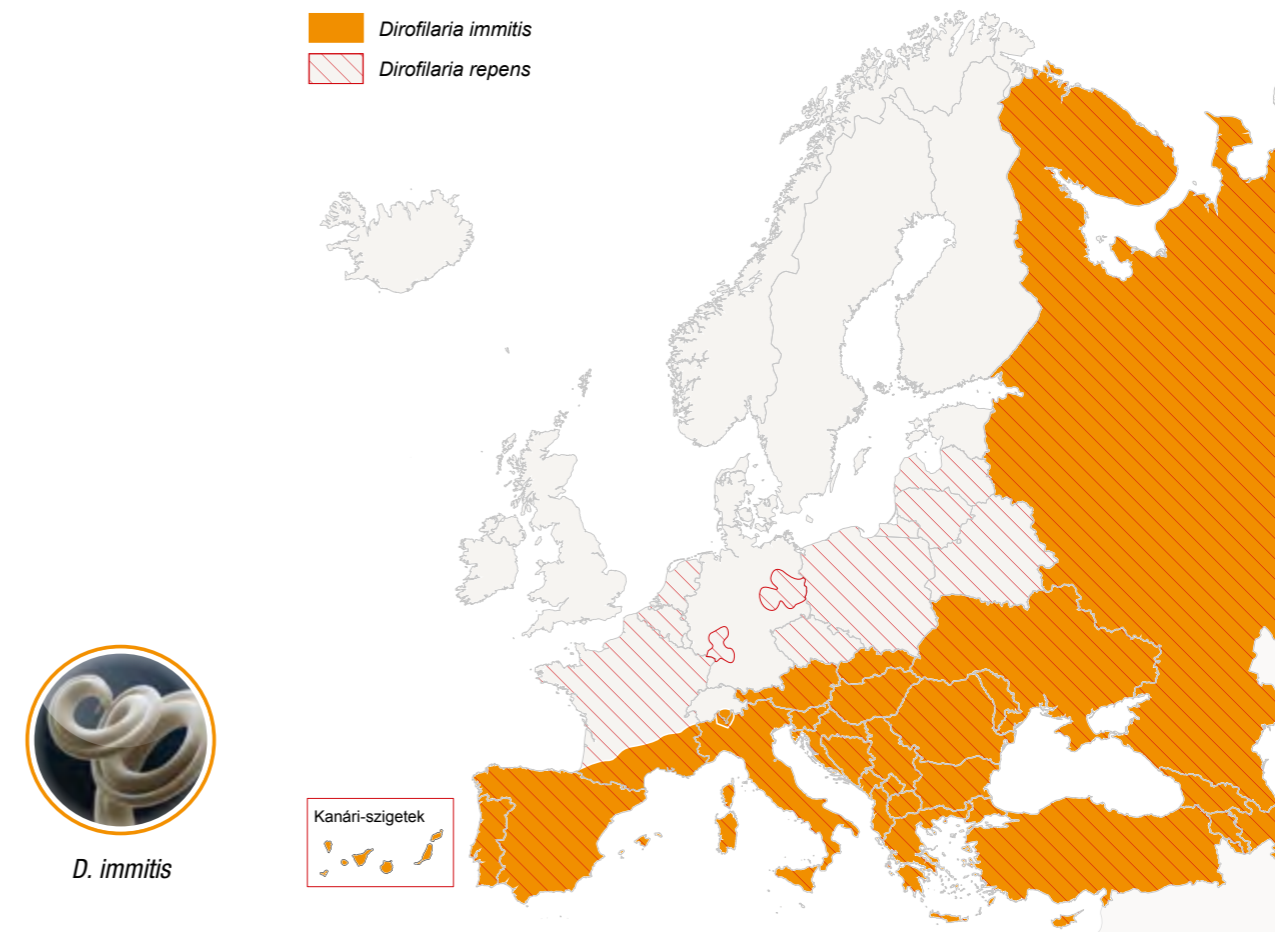 Dirofilaria immitis
Dirofilaria repens
Kanári-szigetek
D. immitis